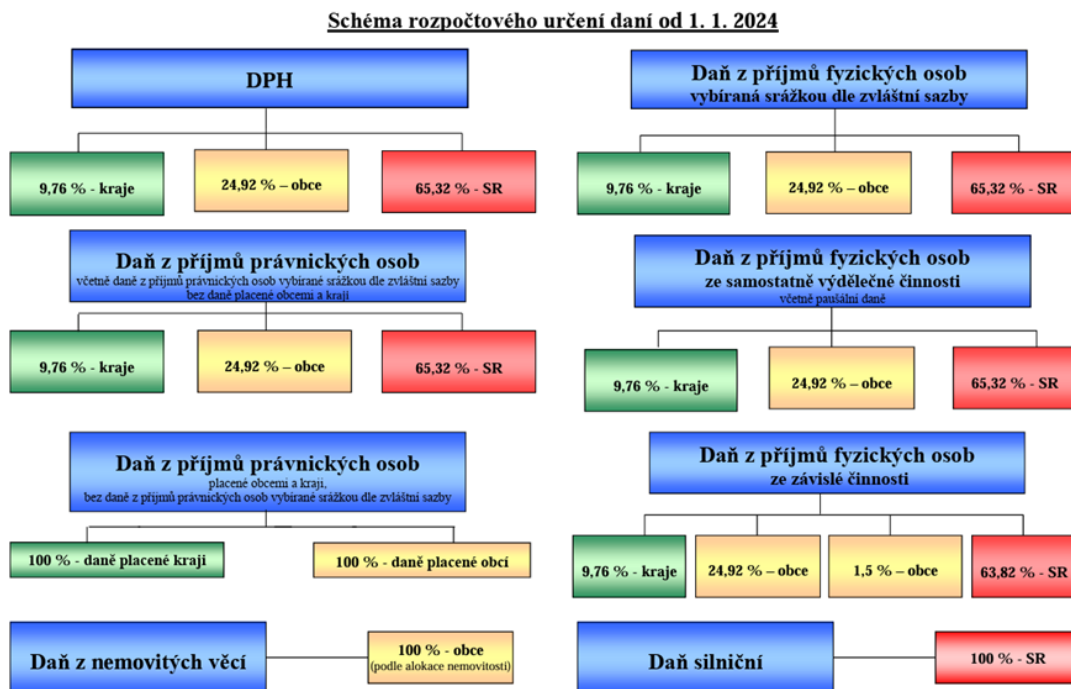 Schéma rozpočtového určení daní od 1. 1. 2024
DPH
9,76 % - kraje
24,92 % – obce
65,32 % - SR
Daň z příjmů fyzických osob
vybíraná srážkou dle zvláštní sazby
9,76 % - kraje
24,92 % – obce
65,32 % - SR
Daň z příjmů právnických osob
včetně daně z příjmů právnických osob vybírané srážkou dle zvláštní sazby
bez daně placené obcemi a kraji
9,76 % - kraje
24,92 % – obce
65,32 % - SR
Daň z příjmů fyzických osob
ze samostatně výdělečné činnosti
včetně paušální daně
9,76 % - kraje
24,92 % – obce
65,32 % - SR
Daň z příjmů právnických osob
placené obcemi a kraji,
bez daně z příjmů právnických osob vybírané srážkou dle zvláštní sazby
100 % - daně placené kraji
100 % - daně placené obcí
Daň z příjmů fyzických osob
ze závislé činnosti
9,76 % - kraje
24,92 % – obce
1,5 % – obce
63,82 % - SR
Daň z nemovitých věcí
100 % - obce
(podle alokace nemovitosti)
Daň silniční
100 % - SR